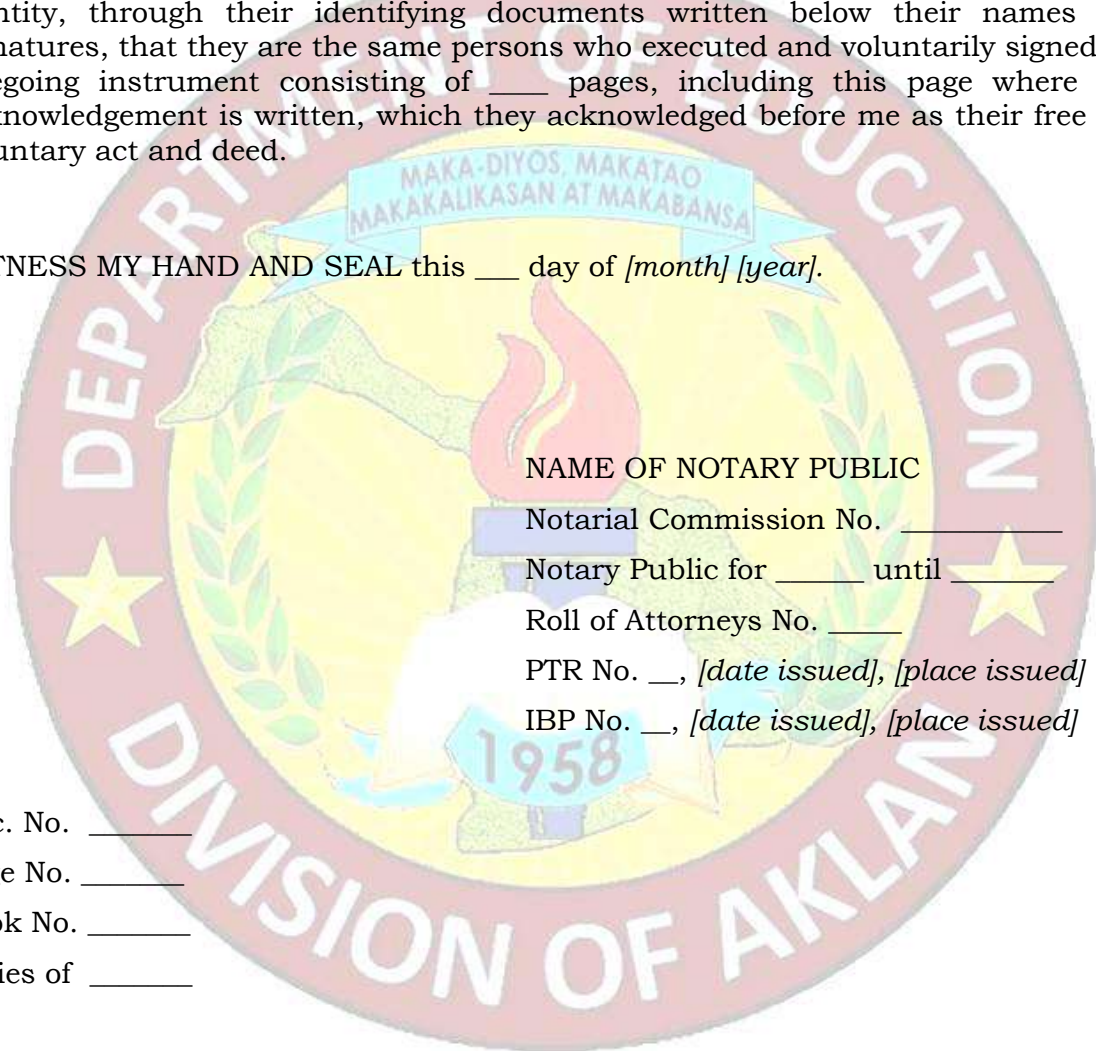 ntity, through their identifying documents written below their names
natures, that they are the same persons who executed and voluntarily signed
egoing instrument consisting of ____ pages, including this page where
knowledgement is written, which they acknowledged before me as their free
untary act and deed.
MAKA-DIYOS, MAKATAO
MAKAKALIKASAN AT MAKABANSA
TNESS MY HAND AND SEAL this ___ day of [month] [year].
DEPARTMENT OF EDUCATION
NAME OF NOTARY PUBLIC
Notarial Commission No. ___________
Notary Public for ______ until _______
Roll of Attorneys No. _____
PTR No. __, [date issued], [place issued]
IBP No. __, [date issued], [place issued]
1958
c. No. _______
e No. _______
ok No. _______
ies of _______
DIVISION OF AKLAN